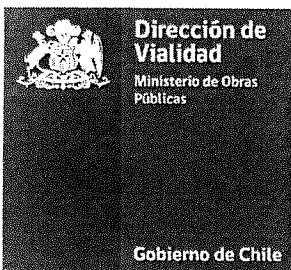 Dirección de
Vialidad
Ministerio de Obras
Públicas
Gobierno de Chile